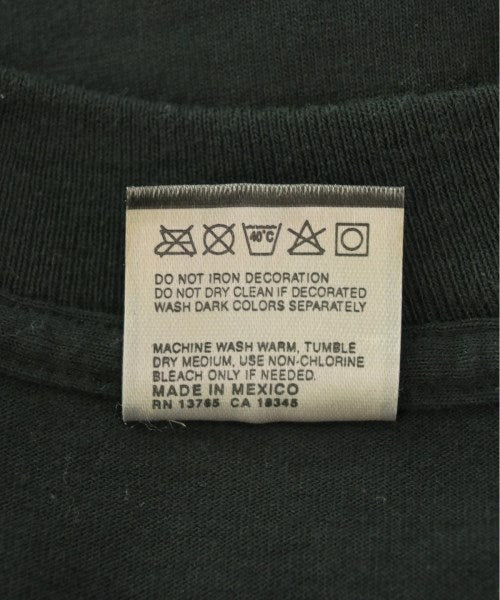 40°C
DO NOT IRON DECORATION
DO NOT DRY CLEAN IF DECORATED
WASH DARK COLORS SEPARATELY
MACHINE WASH WARM, TUMBLE
DRY MEDIUM, USE NON-CHLORINE
BLEACH ONLY IF NEEDED.
MADE IN MEXICO
RN 13765 CA 18345